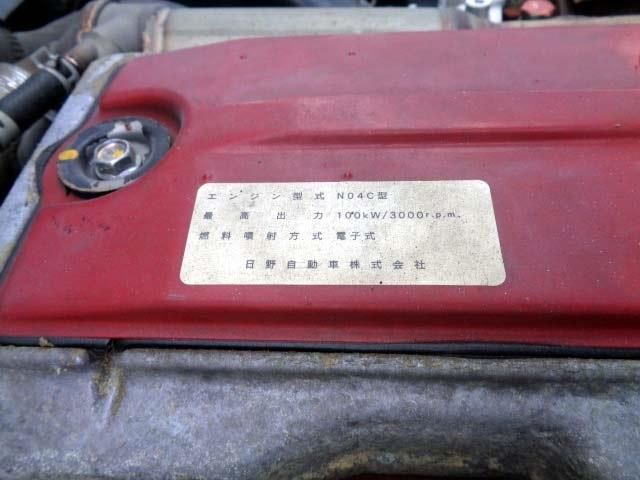 エンジン型式 N04C型
最高出力 100kW/3000r.p.m.
燃料噴射方式 電子式
日野自動車株式会社